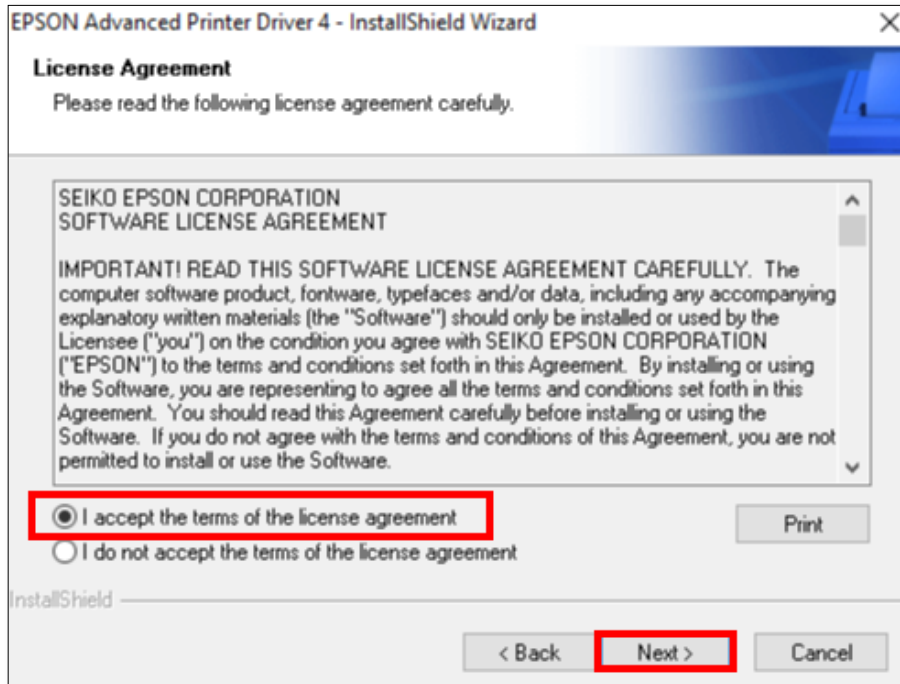 EPSON Advanced Printer Driver 4 - InstallShield Wizard
License Agreement
Please read the following license agreement carefully.
SEIKO EPSON CORPORATION
SOFTWARE LICENSE AGREEMENT
IMPORTANT! READ THIS SOFTWARE LICENSE AGREEMENT CAREFULLY. The
computer software product, fontware, typefaces and/or data, including any accompanying
explanatory written materials (the "Software") should only be installed or used by the
Licensee ("you") on the condition you agree with SEIKO EPSON CORPORATION
("EPSON") to the terms and conditions set forth in this Agreement. By installing or using
the Software, you are representing to agree all the terms and conditions set forth in this
Agreement. You should read this Agreement carefully before installing or using the
Software. If you do not agree with the terms and conditions of this Agreement, you are not
permitted to install or use the Software.
I accept the terms of the license agreement
Print
I do not accept the terms of the license agreement
InstallShield
< Back
Next >
Cancel